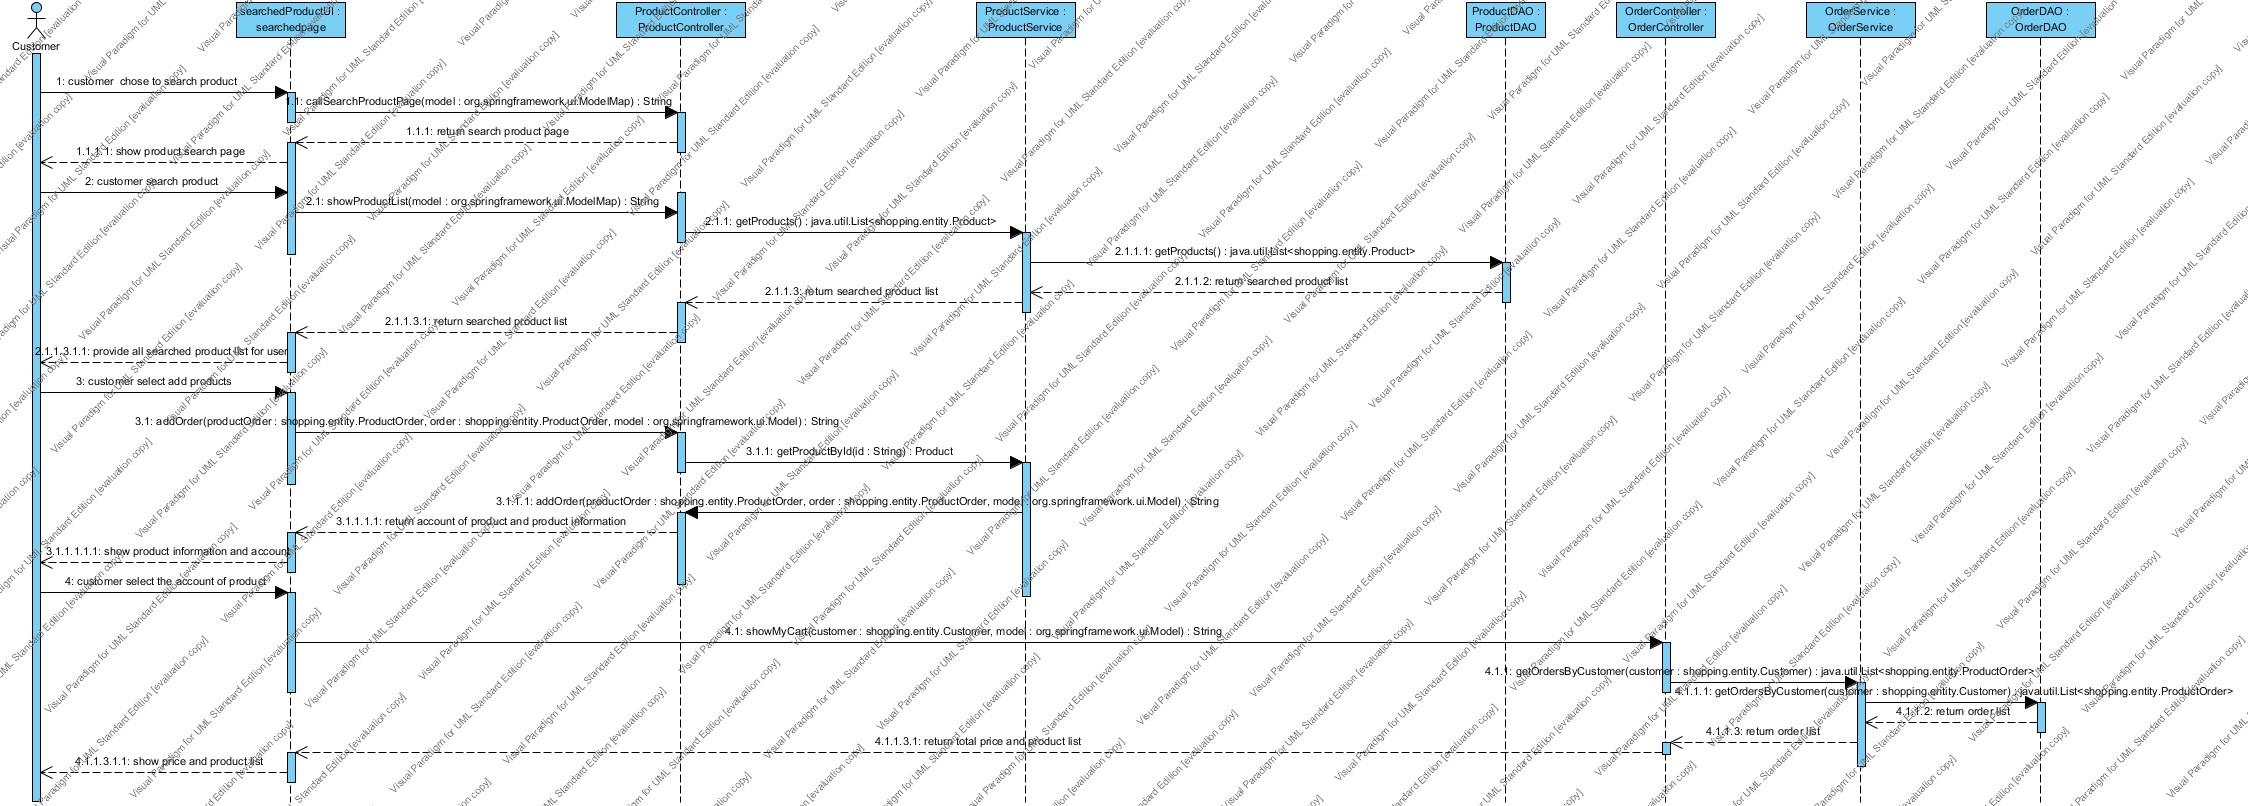 searchedProductUI :
searchedpage
ProductController :
ProductController
ProductService :
ProductService
ProductDAO :
ProductDAO
OrderController :
OrderController
OrderService :
OrderService
OrderDAO :
OrderDAO
Customer
1: customer chose to search product
1.1: callSearchProductPage(model : org.springframework.ui.ModelMap) : String
1.1.1: return search product page
1.1.1.1: show product search page
2: customer search product
2.1: showProductList(model : org.springframework.ui.ModelMap) : String
2.1.1: getProducts() : java.util.List<shopping.entity.Product>
2.1.1.1: getProducts() : java.util.List<shopping.entity.Product>
2.1.1.2: return searched product list
2.1.1.3: return searched product list
2.1.1.3.1: return searched product list
2.1.1.3.1.1: provide all searched product list for user
3: customer select add products
3.1: addOrder(productOrder : shopping.entity.ProductOrder, order : shopping.entity.ProductOrder, model : org.springframework.ui.Model) : String
3.1.1: getProductById(id : String) : Product
3.1.1.1: addOrder(productOrder : shopping.entity.ProductOrder, order : shopping.entity.ProductOrder, model : org.springframework.ui.Model) : String
3.1.1.1.1: return account of product and product information
3.1.1.1.1.1: show product information and account
4: customer select the account of product
4.1: showMyCart(customer : shopping.entity.Customer, model : org.springframework.ui.Model) : String
4.1.1: getOrdersByCustomer(customer : shopping.entity.Customer) : java.util.List<shopping.entity.ProductOrder>
4.1.1.1: getOrdersByCustomer(customer : shopping.entity.Customer) : java.util.List<shopping.entity.ProductOrder>
4.1.1.2: return order list
4.1.1.3: return order list
4.1.1.3.1: return total price and product list
4.1.1.3.1.1: show price and product list
Visual Paradigm for UML Standard Edition [evaluation copy]